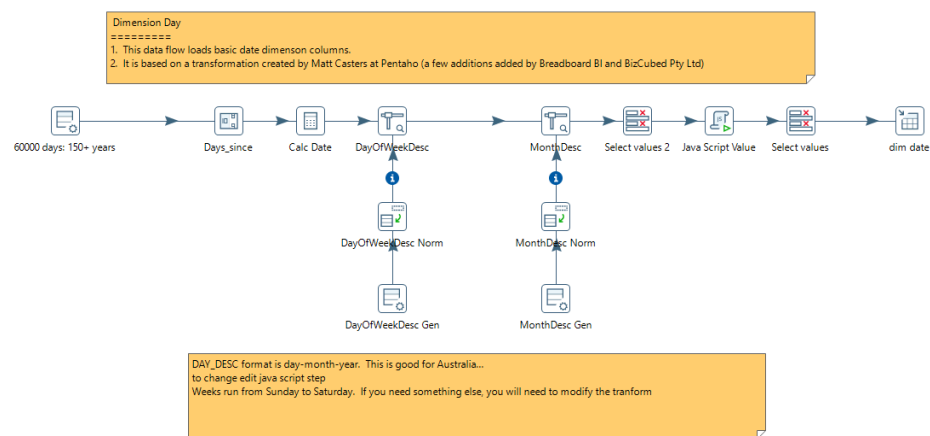 Dimension Day
=========
1. This data flow loads basic date dimenson columns.
2. It is based on a transformation created by Matt Casters at Pentaho (a few additions added by Breadboard BI and BizCubed Pty Ltd)
60000 days: 150+ years
Days_since
Calc Date
DayOfWeekDesc
MonthDesc
Select values 2
Java Script Value
Select values
dim date
DayOfWeekDesc Norm
MonthDesc Norm
DayOfWeekDesc Gen
MonthDesc Gen
DAY_DESC format is day-month-year. This is good for Australia...
to change edit java script step
Weeks run from Sunday to Saturday. If you need something else, you will need to modify the tranform